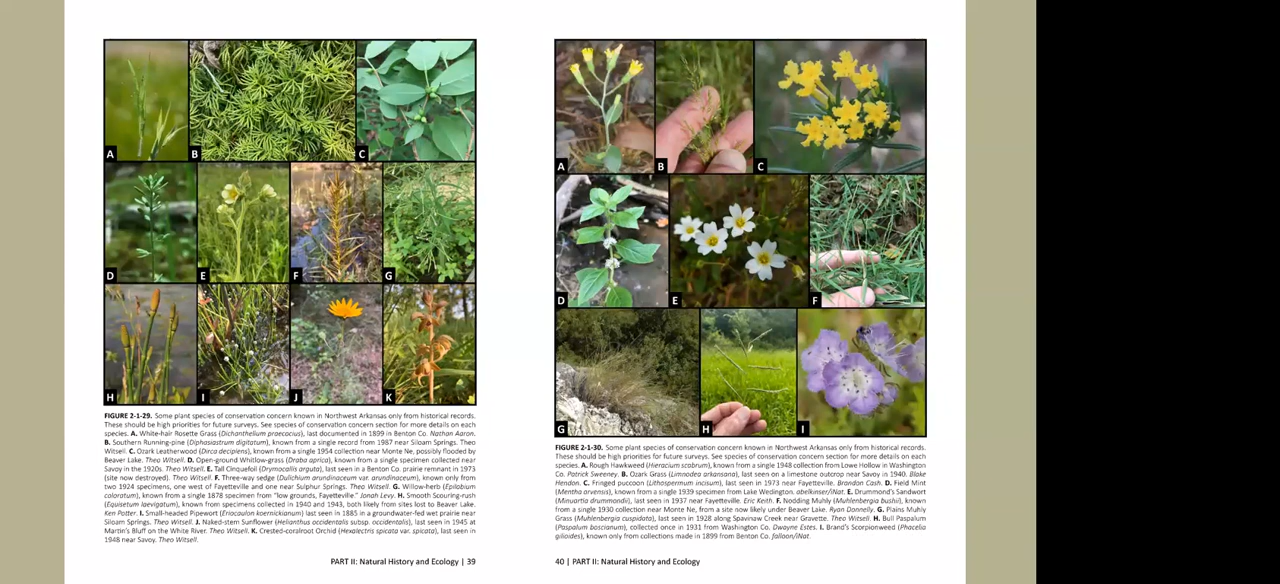 A
B
C
D
E
F
G
H
I
J
K
FIGURE 2-1-29. Some plant species of conservation concern known in Northwest Arkansas only from historical records.
These should be high priorities for future surveys. See species of conservation concern section for more details on each
species. A. White-hair Rosette Grass (Dichanthelium praecocius), last documented in 1899 in Benton Co. Nathan Aaron.
B. Southern Running-pine (Diphasiastrum digitatum), known from a single record from 1987 near Siloam Springs. Theo
Witsell. C. Ozark Leatherwood (Dirca decipiens), known from a single 1954 collection near Monte Ne, possibly flooded by
Beaver Lake. Theo Witsell. D. Open-ground Whitlow-grass (Draba aprica), known from a single specimen collected near
Savoy in the 1920s. Theo Witsell. E. Tall Cinquefoil (Drymocallis arguta), last seen in a Benton Co. prairie remnant in 1973
(site now destroyed). Theo Witsell. F. Three-way sedge (Dulichium arundinaceum var. arundinaceum), known only from
two 1924 specimens, one west of Fayetteville and one near Sulphur Springs. Theo Witsell. G. Willow-herb (Epilobium
coloratum), known from a single 1878 specimen from "low grounds, Fayetteville." Jonah Levy. H. Smooth Scouring-rush
(Equisetum laevigatum), known from specimens collected in 1940 and 1943, both likely from sites lost to Beaver Lake.
Ken Potter. I. Small-headed Pipewort (Eriocaulon koernickianum) last seen in 1885 in a groundwater-fed wet prairie near
Siloam Springs. Theo Witsell. J. Naked-stem Sunflower (Helianthus occidentalis subsp. occidentalis), last seen in 1945 at
Martin's Bluff on the White River. Theo Witsell. K. Crested-coralroot Orchid (Hexalectris spicata var. spicata), last seen in
1948 near Savoy. Theo Witsell.
PART II: Natural History and Ecology | 39
A
B
C
D
E
F
G
H
I
FIGURE 2-1-30. Some plant species of conservation concern known in Northwest Arkansas only from historical records.
These should be high priorities for future surveys. See species of conservation concern section for more details on each
species. A. Rough Hawkweed (Hieracium scabrum), known from a single 1948 collection from Lowe Hollow in Washington
Co. Patrick Sweeney. B. Ozark Grass (Limnodea arkansana), last seen on a limestone outcrop near Savoy in 1940. Blake
Hendon. C. Fringed puccoon (Lithospermum incisum), last seen in 1973 near Fayetteville. Brandon Cash. D. Field Mint
(Mentha arvensis), known from a single 1939 specimen from Lake Wedington. abelkinser/iNat. E. Drummond's Sandwort
(Minuartia drummondii), last seen in 1937 near Fayetteville. Eric Keith. F. Nodding Muhly (Muhlenbergia bushii), known
from a single 1930 collection near Monte Ne, from a site now likely under Beaver Lake. Ryan Donnelly. G. Plains Muhly
Grass (Muhlenbergia cuspidata), last seen in 1928 along Spavinaw Creek near Gravette. Theo Witsell. H. Bull Paspalum
(Paspalum boscianum), collected once in 1931 from Washington Co. Dwayne Estes. I. Brand's Scorpionweed (Phacelia
gilioides), known only from collections made in 1899 from Benton Co. fallaon/iNat.
40 | PART II: Natural History and Ecology